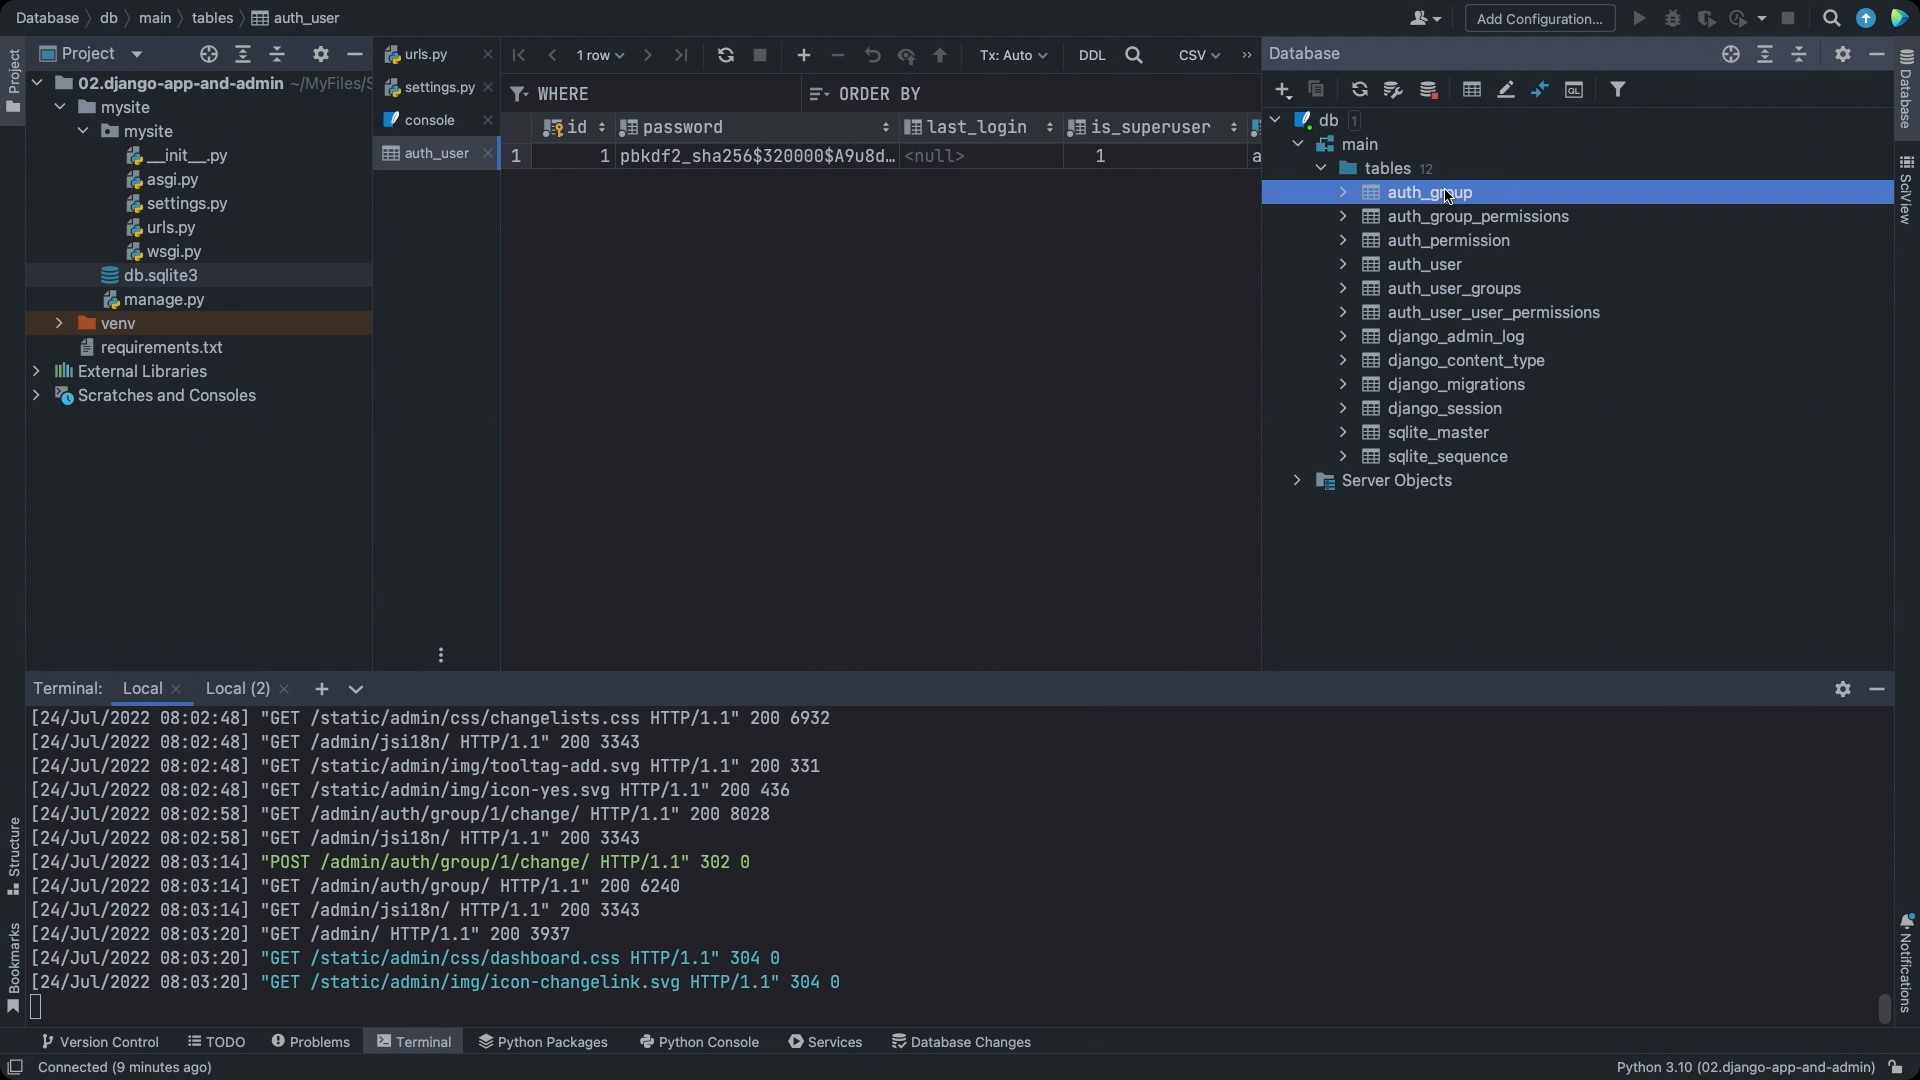 Database 〉 db 〉 main 〉 tables 〉 auth_user
Add Configuration...
Project
Project
02.django-app-and-admin ~/MyFiles/S
mysite
mysite
__init__.py
asgi.py
settings.py
urls.py
wsgi.py
db.sqlite3
manage.py
venv
requirements.txt
External Libraries
Scratches and Consoles
urls.py
settings.py
console
auth_user
1 row
Tx: Auto
DDL
CSV
WHERE
ORDER BY
id password last_login is_superuser
1 1 pbkdf2_sha256$320000$A9u8d… <null> 1 a
Database
db 1
main
tables 12
auth_group
auth_group_permissions
auth_permission
auth_user
auth_user_groups
auth_user_user_permissions
django_admin_log
django_content_type
django_migrations
django_session
sqlite_master
sqlite_sequence
Server Objects
Database
SciView
Notifications
Structure
Bookmarks
Terminal: Local Local (2)
[24/Jul/2022 08:02:48] "GET /static/admin/css/changelists.css HTTP/1.1" 200 6932
[24/Jul/2022 08:02:48] "GET /admin/jsi18n/ HTTP/1.1" 200 3343
[24/Jul/2022 08:02:48] "GET /static/admin/img/tooltag-add.svg HTTP/1.1" 200 331
[24/Jul/2022 08:02:48] "GET /static/admin/img/icon-yes.svg HTTP/1.1" 200 436
[24/Jul/2022 08:02:58] "GET /admin/auth/group/1/change/ HTTP/1.1" 200 8028
[24/Jul/2022 08:02:58] "GET /admin/jsi18n/ HTTP/1.1" 200 3343
[24/Jul/2022 08:03:14] "POST /admin/auth/group/1/change/ HTTP/1.1" 302 0
[24/Jul/2022 08:03:14] "GET /admin/auth/group/ HTTP/1.1" 200 6240
[24/Jul/2022 08:03:14] "GET /admin/jsi18n/ HTTP/1.1" 200 3343
[24/Jul/2022 08:03:20] "GET /admin/ HTTP/1.1" 200 3937
[24/Jul/2022 08:03:20] "GET /static/admin/css/dashboard.css HTTP/1.1" 304 0
[24/Jul/2022 08:03:20] "GET /static/admin/img/icon-changelink.svg HTTP/1.1" 304 0
Version Control TODO Problems Terminal Python Packages Python Console Services Database Changes
Connected (9 minutes ago)
Python 3.10 (02.django-app-and-admin)